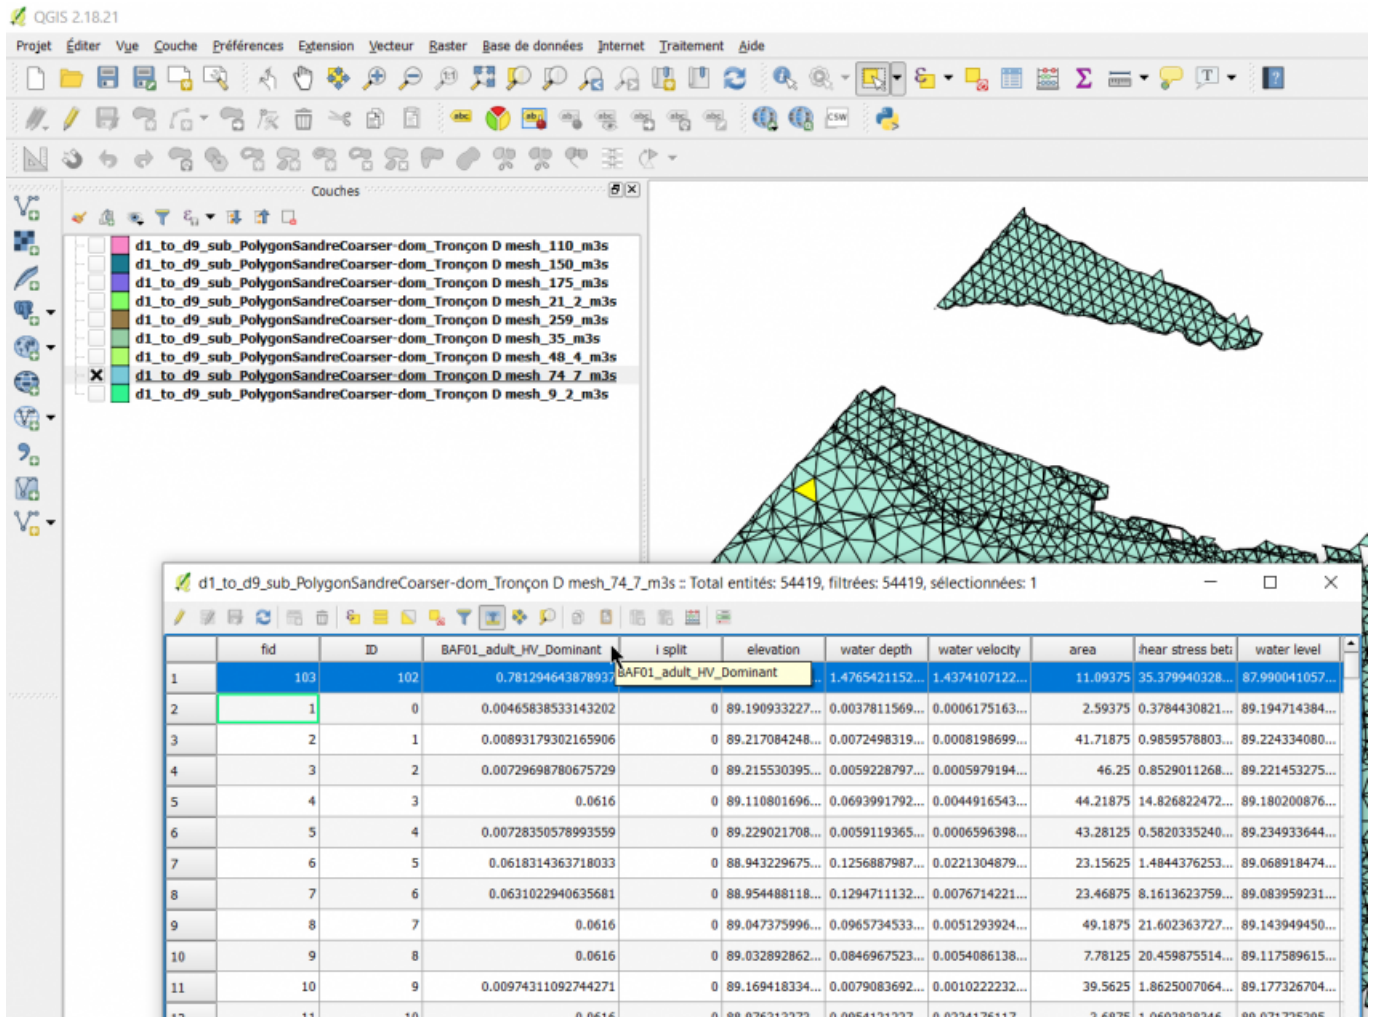 QGIS 2.18.21
Projet Éditer Vue Couche Préférences Extension Vecteur Raster Base de données Internet Traitement Aide
abc abc CSW
Couches
d1_to_d9_sub_PolygonSandreCoarser-dom_Tronçon D mesh_110_m3s
d1_to_d9_sub_PolygonSandreCoarser-dom_Tronçon D mesh_150_m3s
d1_to_d9_sub_PolygonSandreCoarser-dom_Tronçon D mesh_175_m3s
d1_to_d9_sub_PolygonSandreCoarser-dom_Tronçon D mesh_21_2_m3s
d1_to_d9_sub_PolygonSandreCoarser-dom_Tronçon D mesh_259_m3s
d1_to_d9_sub_PolygonSandreCoarser-dom_Tronçon D mesh_35_m3s
d1_to_d9_sub_PolygonSandreCoarser-dom_Tronçon D mesh_48_4_m3s
d1_to_d9_sub_PolygonSandreCoarser-dom_Tronçon D mesh_74_7_m3s
d1_to_d9_sub_PolygonSandreCoarser-dom_Tronçon D mesh_9_2_m3s
d1_to_d9_sub_PolygonSandreCoarser-dom_Tronçon D mesh_74_7_m3s :: Total entités: 54419, filtrées: 54419, sélectionnées: 1
fid ID BAF01_adult_HV_Dominant i split elevation water depth water velocity area hear stress beta water level
1 103 102 0.781294643878937 1.4765421152... 1.4374107122... 11.09375 35.379940328... 87.990041057...
BAF01_adult_HV_Dominant
2 1 0 0.00465838533143202 0 89.190933227... 0.0037811569... 0.0006175163... 2.59375 0.3784430821... 89.194714384...
3 2 1 0.00893179302165906 0 89.217084248... 0.0072498319... 0.0008198699... 41.71875 0.9859578803... 89.224334080...
4 3 2 0.00729698780675729 0 89.215530395... 0.0059228797... 0.0005979194... 46.25 0.8529011268... 89.221453275...
5 4 3 0.0616 0 89.110801696... 0.0693991792... 0.0044916543... 44.21875 14.826822472... 89.180200876...
6 5 4 0.00728350578993559 0 89.229021708... 0.0059119365... 0.0006596398... 43.28125 0.5820335240... 89.234933644...
7 6 5 0.0618314363718033 0 88.943229675... 0.1256887987... 0.0221304879... 23.15625 1.4844376253... 89.068918474...
8 7 6 0.0631022940635681 0 88.954488118... 0.1294711132... 0.0076714221... 23.46875 8.1613623759... 89.083959231...
9 8 7 0.0616 0 89.047375996... 0.0965734533... 0.0051293924... 49.1875 21.602363727... 89.143949450...
10 9 8 0.0616 0 89.032892862... 0.0846967523... 0.0054086138... 7.78125 20.459875514... 89.117589615...
11 10 9 0.00974311092744271 0 89.169418334... 0.0079083692... 0.0010222232... 39.5625 1.8625007064... 89.177326704...